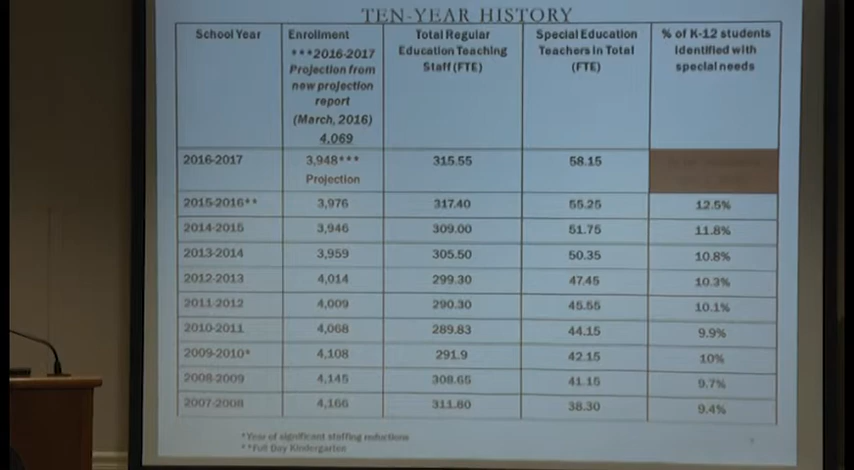 TEN-YEAR HISTORY
School Year Enrollment Total Regular Special Education % of K-12 students
***2016-2017 Education Teaching Teachers in Total identified with
Projection from Staff (FTE) (FTE) special needs
new projection
report
(March, 2016)
4,069
2016-2017 3,948*** 315.55 58.15
Projection
2015-2016** 3,976 317.40 55.25 12.5%
2014-2015 3,946 309.00 51.75 11.8%
2013-2014 3,959 305.50 50.35 10.8%
2012-2013 4,014 299.30 47.45 10.3%
2011-2012 4,009 290.30 45.55 10.1%
2010-2011 4,068 289.83 44.15 9.9%
2009-2010* 4,108 291.9 42.15 10%
2008-2009 4,145 308.65 41.15 9.7%
2007-2008 4,166 311.80 38.30 9.4%
*Year of significant staffing reductions
**Full Day Kindergarten